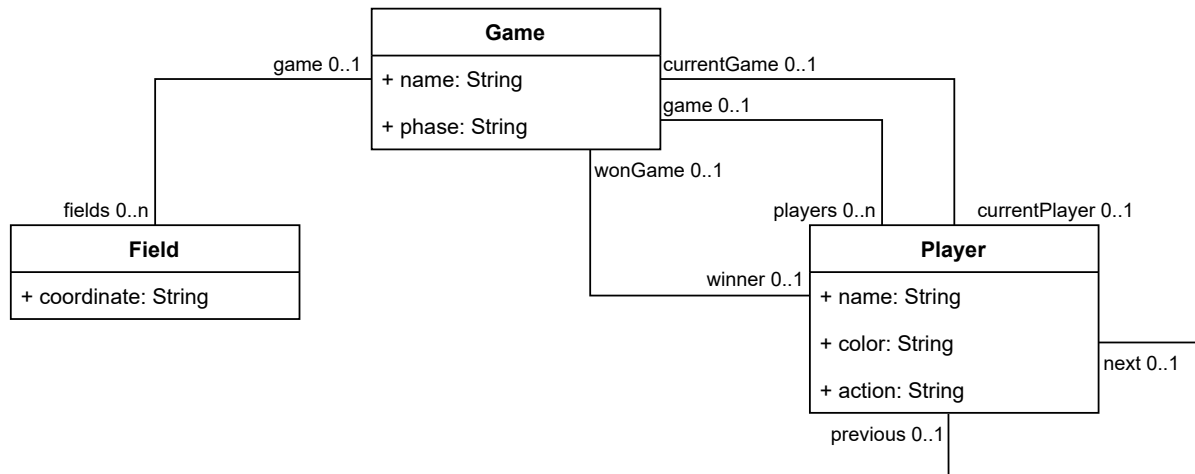 Game
game 0..1
currentGame 0..1
+ name: String
game 0..1
+ phase: String
wonGame 0..1
fields 0..n
players 0..n
currentPlayer 0..1
Field
Player
+ coordinate: String
winner 0..1
+ name: String
+ color: String
next 0..1
+ action: String
previous 0..1